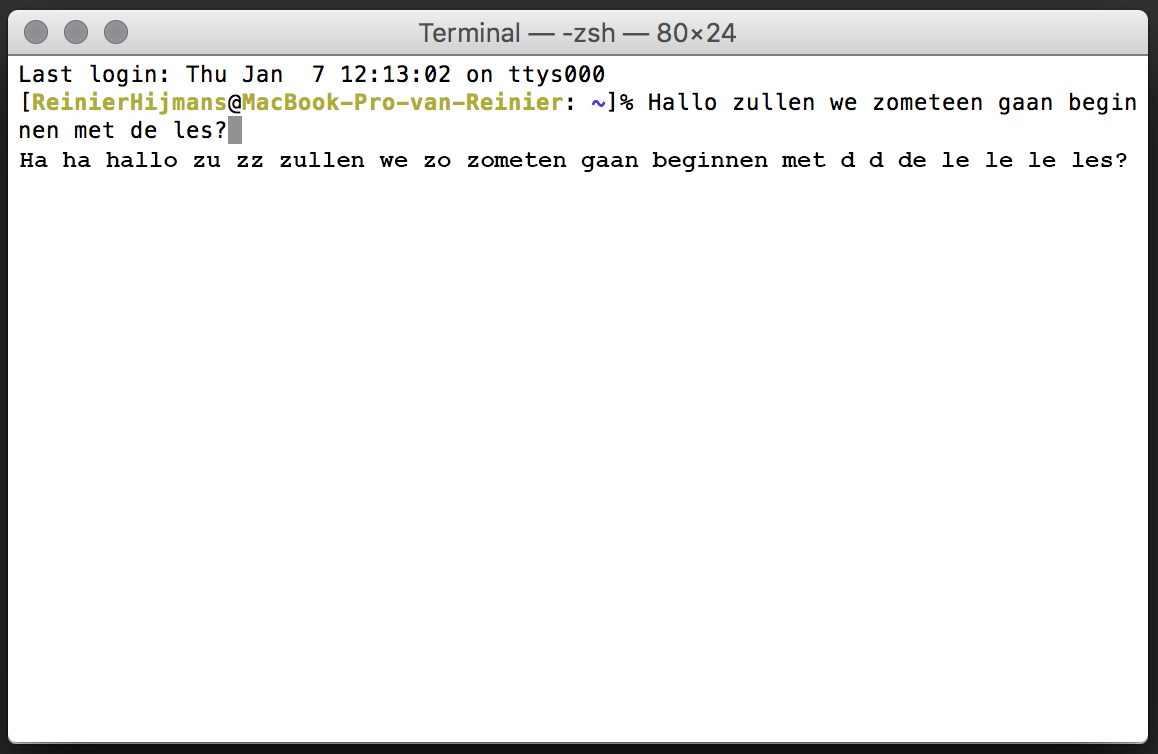 Terminal — -zsh — 80×24
Last login: Thu Jan  7 12:13:02 on ttys000
[ReinierHijmans@MacBook-Pro-van-Reinier: ~]% Hallo zullen we zometeen gaan begin
nen met de les?
Ha ha hallo zu zz zullen we zo zometen gaan beginnen met d d de le le le les?